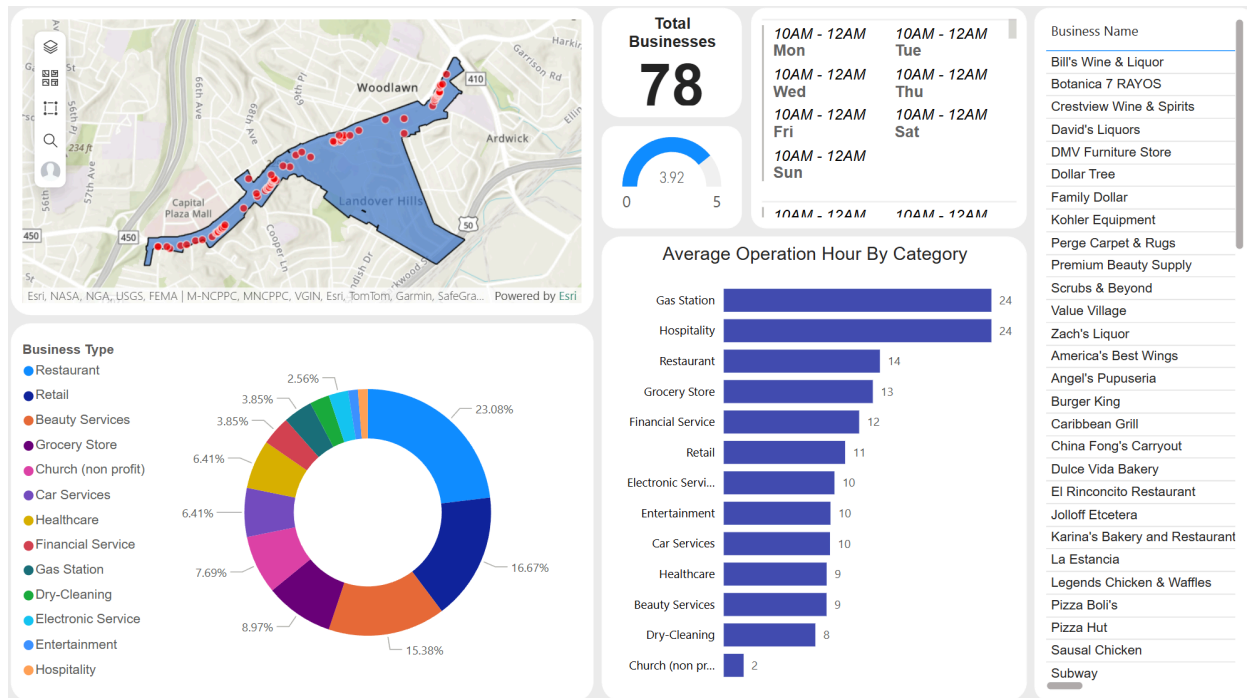 Woodlawn
410
Harkin
Garrison Rd
Ellin
Ardwick
66th Ave
69th Pl
68th Ave
56th Pl
234 ft
57th Ave
56th
Capital
Plaza Mall
Landover Hills
450
450
50
Cooper Ln
St
Esri, NASA, NGA, USGS, FEMA | M-NCPPC, MNCPPC, VGIN, Esri, TomTom, Garmin, SafeGra... Powered by Esri
Total
Businesses
78
3.92
0 5
10AM - 12AM 10AM - 12AM
Mon Tue
10AM - 12AM 10AM - 12AM
Wed Thu
10AM - 12AM 10AM - 12AM
Fri Sat
10AM - 12AM
Sun
10AM - 12AM 10AM - 12AM
Business Name
Bill's Wine & Liquor
Botanica 7 RAYOS
Crestview Wine & Spirits
David's Liquors
DMV Furniture Store
Dollar Tree
Family Dollar
Kohler Equipment
Perge Carpet & Rugs
Premium Beauty Supply
Scrubs & Beyond
Value Village
Zach's Liquor
America's Best Wings
Angel's Pupuseria
Burger King
Caribbean Grill
China Fong's Carryout
Dulce Vida Bakery
El Rinconcito Restaurant
Jolloff Etcetera
Karina's Bakery and Restaurant
La Estancia
Legends Chicken & Waffles
Pizza Boli's
Pizza Hut
Sausal Chicken
Subway
Business Type
Restaurant
Retail
Beauty Services
Grocery Store
Church (non profit)
Car Services
Healthcare
Financial Service
Gas Station
Dry-Cleaning
Electronic Service
Entertainment
Hospitality
23.08%
16.67%
15.38%
8.97%
7.69%
6.41%
6.41%
3.85%
3.85%
2.56%
Average Operation Hour By Category
Gas Station 24
Hospitality 24
Restaurant 14
Grocery Store 13
Financial Service 12
Retail 11
Electronic Servi... 10
Entertainment 10
Car Services 10
Healthcare 9
Beauty Services 9
Dry-Cleaning 8
Church (non pr... 2